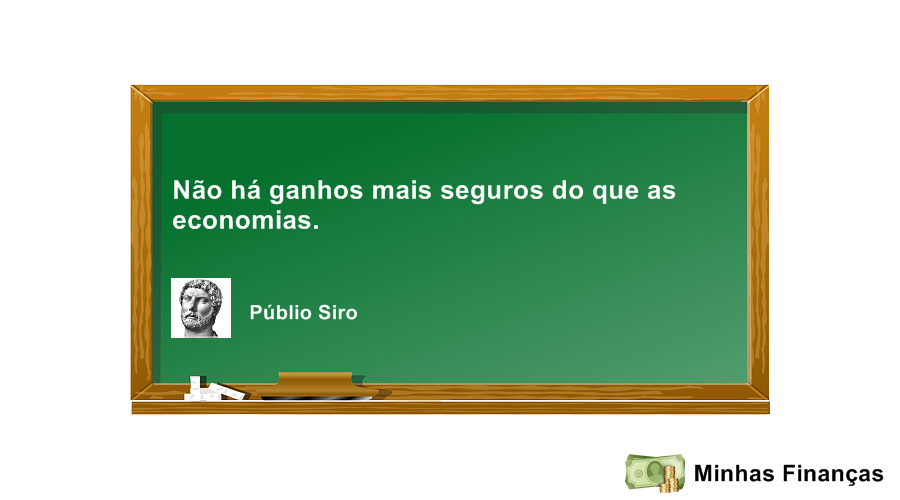 Não há ganhos mais seguros do que as
economias.
Públio Siro
Minhas Finanças